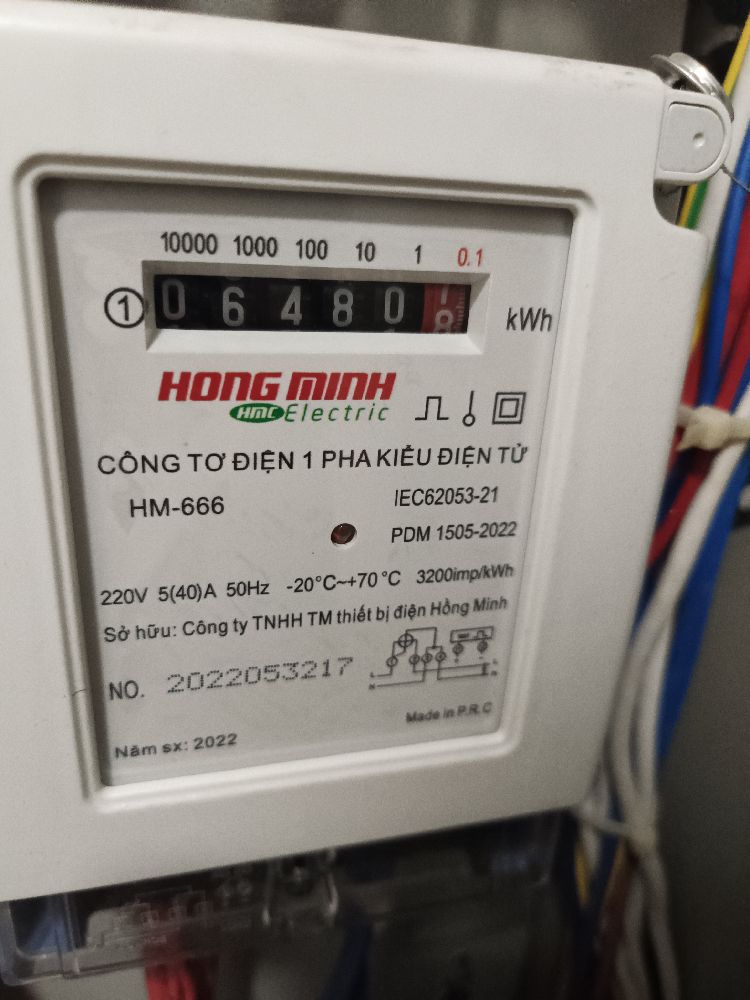 10000 1000 100 10 1 0.1
1 0 6 4 8 0 8 kWh
HONG MINH
HMC Electric
CÔNG TƠ ĐIỆN 1 PHA KIỂU ĐIỆN TỬ
HM-666 IEC62053-21
PDM 1505-2022
220V 5(40)A 50Hz -20°C~+70°C 3200imp/kWh
Sở hữu: Công ty TNHH TM thiết bị điện Hồng Minh
NO. 2022053217
Made in P.R.C
Năm sx: 2022